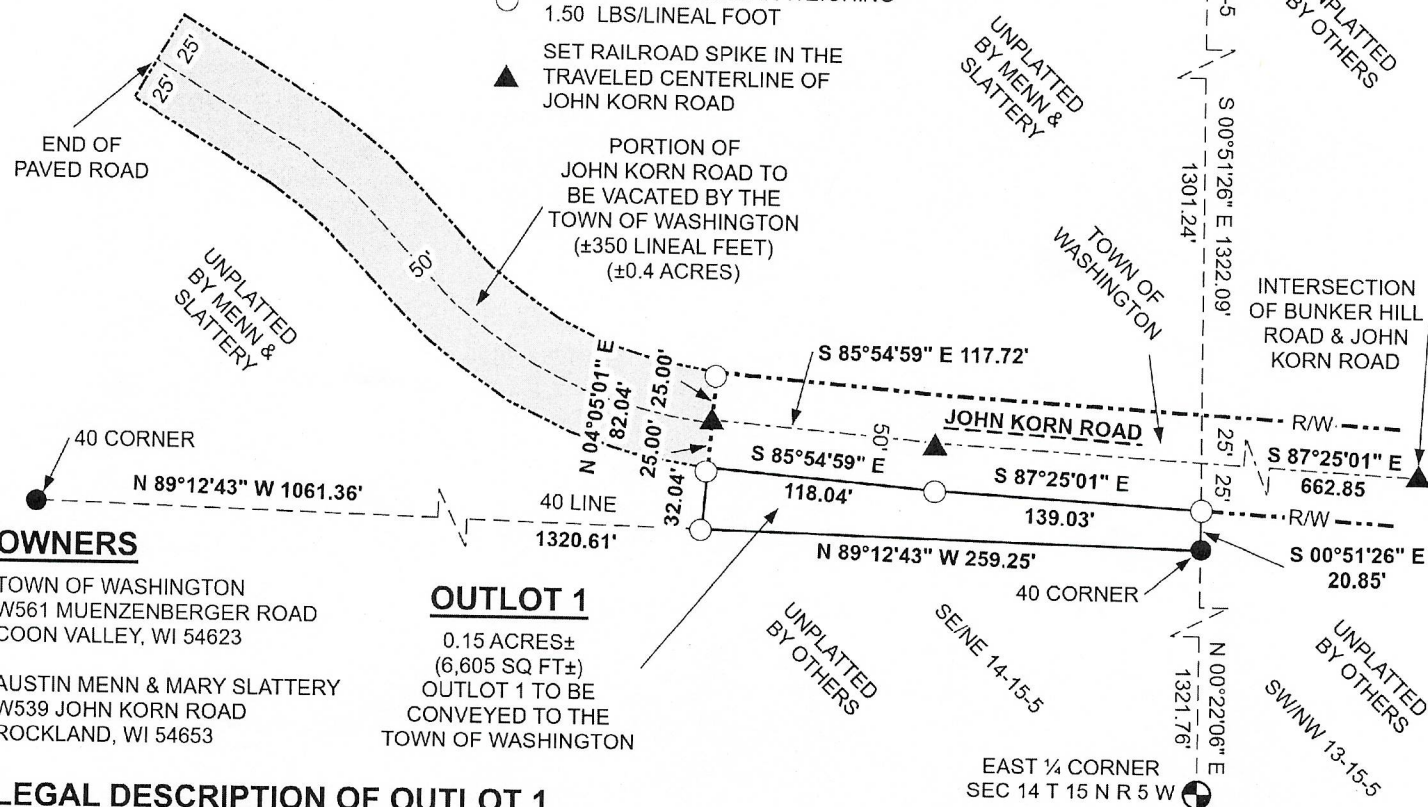 1.50 LBS/LINEAL FOOT
SET RAILROAD SPIKE IN THE
TRAVELED CENTERLINE OF
JOHN KORN ROAD
UNPLATTED
BY MENN &
SLATTERY
-5
UNPLATTED
BY OTHERS
25'
25'
END OF
PAVED ROAD
PORTION OF
JOHN KORN ROAD TO
BE VACATED BY THE
TOWN OF WASHINGTON
(±350 LINEAL FEET)
(±0.4 ACRES)
50'
UNPLATTED
BY MENN &
SLATTERY
S 00°51'26" E 1322.09'
1301.24'
TOWN OF
WASHINGTON
INTERSECTION
OF BUNKER HILL
ROAD & JOHN
KORN ROAD
N 04°05'01" E
82.04'
25.00'
25.00'
32.04'
S 85°54'59" E 117.72'
50'
JOHN KORN ROAD
R/W
25'
25'
S 87°25'01" E
662.85
R/W
S 85°54'59" E
118.04'
S 87°25'01" E
139.03'
40 CORNER
N 89°12'43" W 1061.36'
40 LINE
1320.61'
N 89°12'43" W 259.25'
S 00°51'26" E
20.85'
40 CORNER
OWNERS
TOWN OF WASHINGTON
W561 MUENZENBERGER ROAD
COON VALLEY, WI 54623
AUSTIN MENN & MARY SLATTERY
W539 JOHN KORN ROAD
ROCKLAND, WI 54653
OUTLOT 1
0.15 ACRES±
(6,605 SQ FT±)
OUTLOT 1 TO BE
CONVEYED TO THE
TOWN OF WASHINGTON
UNPLATTED
BY OTHERS
SE/NE 14-15-5
N 00°22'06" E
1321.76'
UNPLATTED
BY OTHERS
SW/NW 13-15-5
EAST ¼ CORNER
SEC 14 T 15 N R 5 W
LEGAL DESCRIPTION OF OUTLOT 1